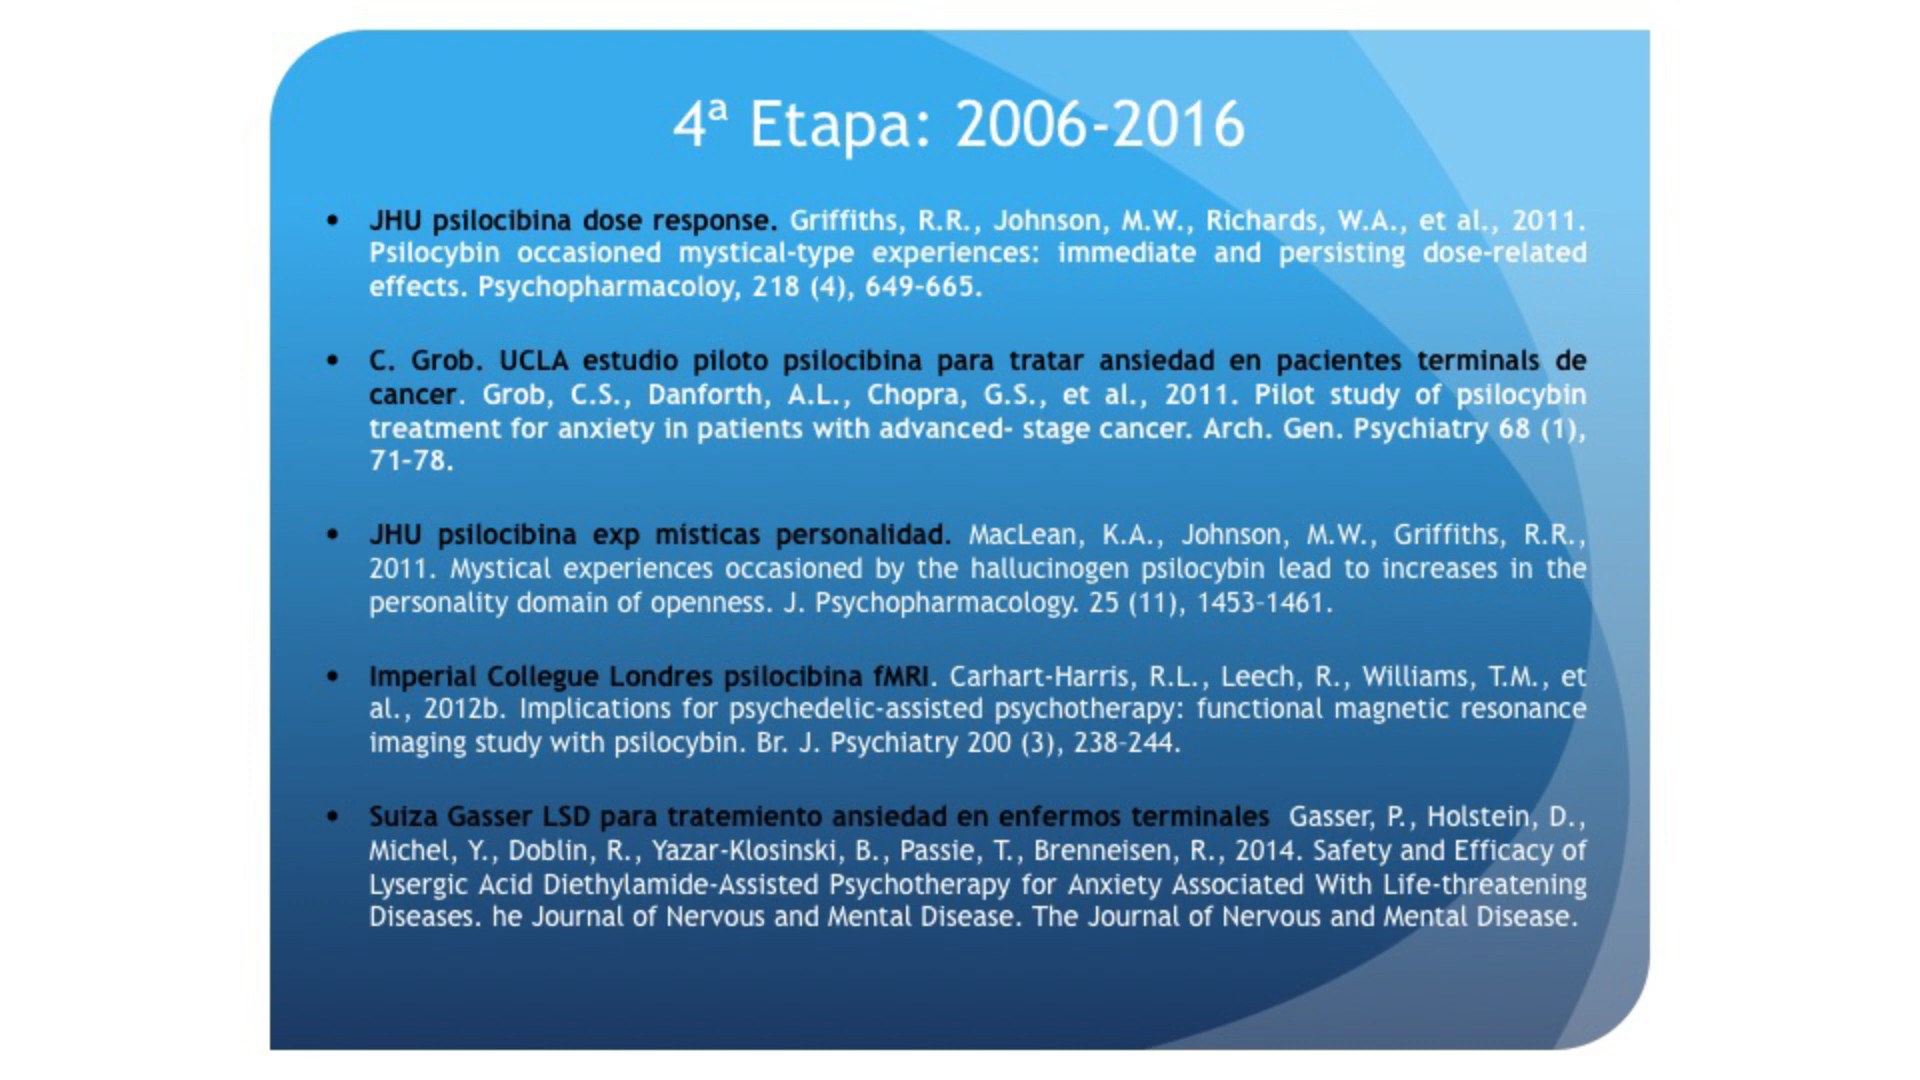 4ª Etapa: 2006-2016
• JHU psilocibina dose response. Griffiths, R.R., Johnson, M.W., Richards, W.A., et al., 2011.
Psilocybin occasioned mystical-type experiences: immediate and persisting dose-related
effects. Psychopharmacoloy, 218 (4), 649–665.
• C. Grob. UCLA estudio piloto psilocibina para tratar ansiedad en pacientes terminals de
cancer. Grob, C.S., Danforth, A.L., Chopra, G.S., et al., 2011. Pilot study of psilocybin
treatment for anxiety in patients with advanced- stage cancer. Arch. Gen. Psychiatry 68 (1),
71–78.
• JHU psilocibina exp místicas personalidad. MacLean, K.A., Johnson, M.W., Griffiths, R.R.,
2011. Mystical experiences occasioned by the hallucinogen psilocybin lead to increases in the
personality domain of openness. J. Psychopharmacology. 25 (11), 1453–1461.
• Imperial Collegue Londres psilocibina fMRI. Carhart-Harris, R.L., Leech, R., Williams, T.M., et
al., 2012b. Implications for psychedelic-assisted psychotherapy: functional magnetic resonance
imaging study with psilocybin. Br. J. Psychiatry 200 (3), 238–244.
• Suiza Gasser LSD para tratemiento ansiedad en enfermos terminales Gasser, P., Holstein, D.,
Michel, Y., Doblin, R., Yazar-Klosinski, B., Passie, T., Brenneisen, R., 2014. Safety and Efficacy of
Lysergic Acid Diethylamide-Assisted Psychotherapy for Anxiety Associated With Life-threatening
Diseases. he Journal of Nervous and Mental Disease. The Journal of Nervous and Mental Disease.